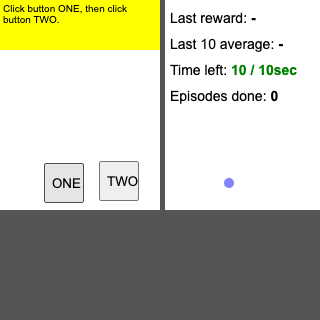 Click button ONE, then click
button TWO.
ONE
TWO
Last reward: -
Last 10 average: -
Time left: 10 / 10sec
Episodes done: 0